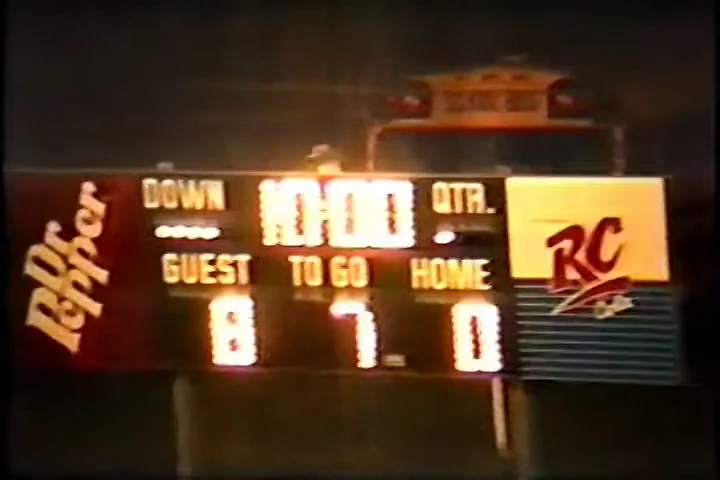 DOWN 10:00 QTR.
GUEST TO GO HOME
8 7 0
Dr Pepper
RC